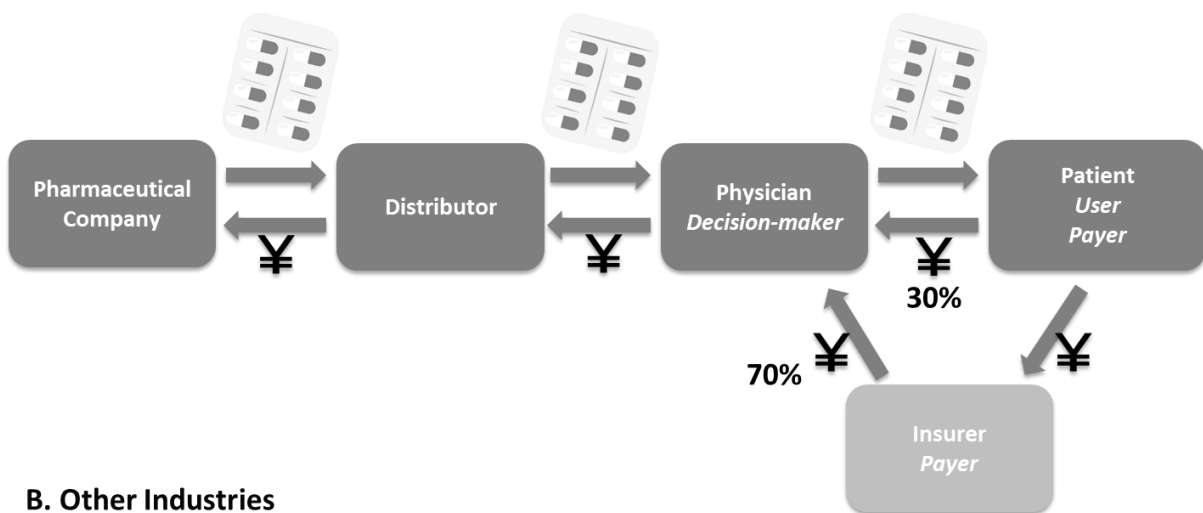 Pharmaceutical
Company
Distributor
Physician
Decision-maker
Patient
User
Payer
¥
¥
¥
30%
¥
70%
¥
Insurer
Payer
B. Other Industries